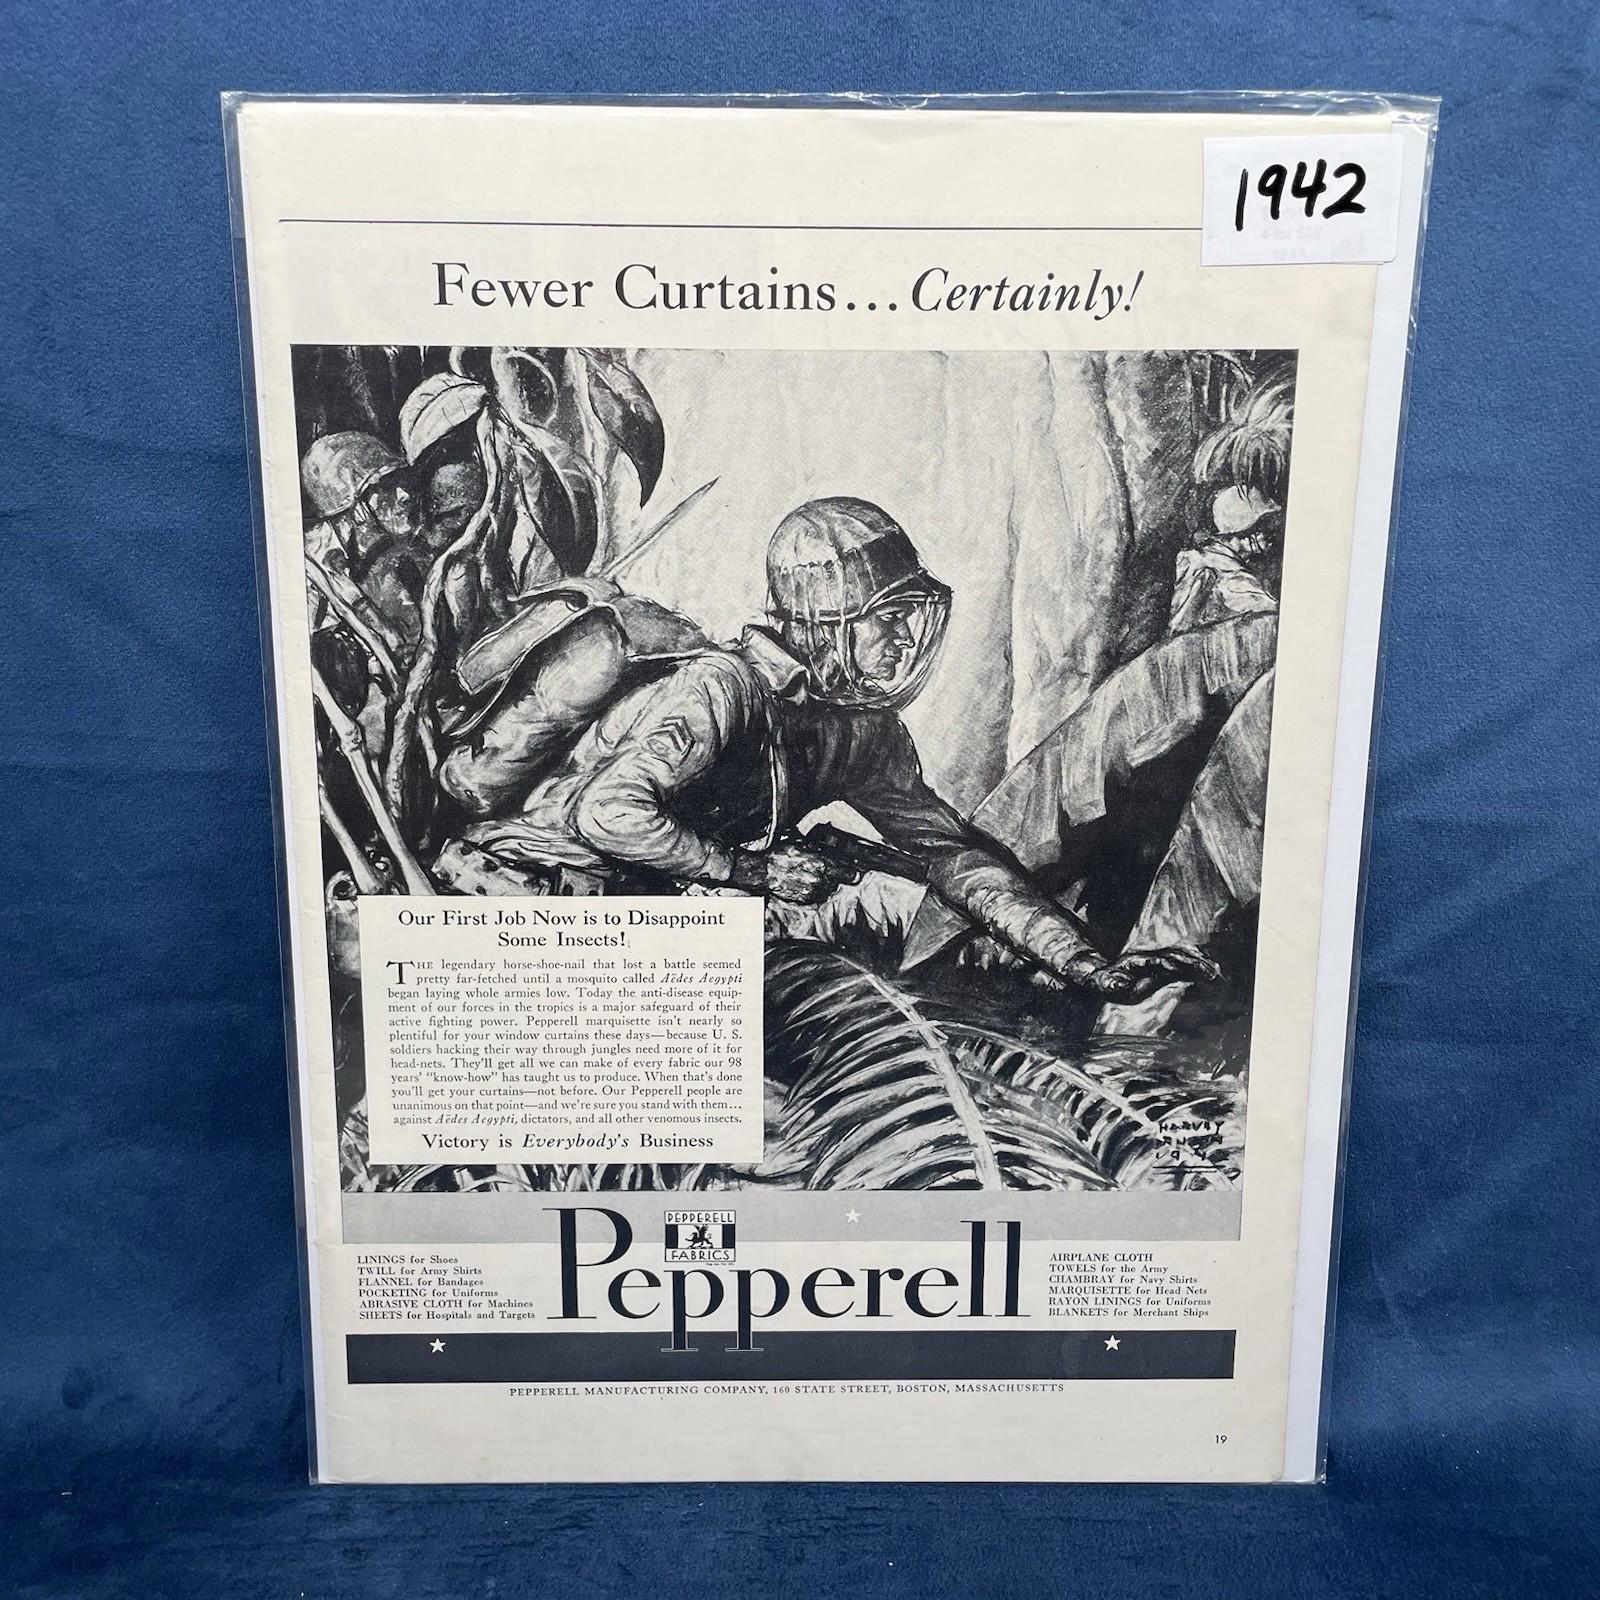 1942
Fewer Curtains... Certainly!
Our First Job Now is to Disappoint
Some Insects!
THE legendary horse-shoe-nail that lost a battle seemed
pretty far-fetched until a mosquito called Aëdes Aegypti
began laying whole armies low. Today the anti-disease equip-
ment of our forces in the tropics is a major safeguard of their
active fighting power. Pepperell marquisette isn't nearly so
plentiful for your window curtains these days—because U. S.
soldiers hacking their way through jungles need more of it for
head-nets. They'll get all we can make of every fabric our 98
years' "know-how" has taught us to produce. When that's done
you'll get your curtains—not before. Our Pepperell people are
unanimous on that point—and we're sure you stand with them...
against Aëdes Aegypti, dictators, and all other venomous insects.
Victory is Everybody's Business
HARVEY
PEPPERELL
FABRICS
Pepperell
LININGS for Shoes
TWILL for Army Shirts
FLANNEL for Bandages
POCKETING for Uniforms
ABRASIVE CLOTH for Machines
SHEETS for Hospitals and Targets
AIRPLANE CLOTH
TOWELS for the Army
CHAMBRAY for Navy Shirts
MARQUISETTE for Head Nets
RAYON LININGS for Uniforms
BLANKETS for Merchant Ships
PEPPERELL MANUFACTURING COMPANY, 160 STATE STREET, BOSTON, MASSACHUSETTS
19